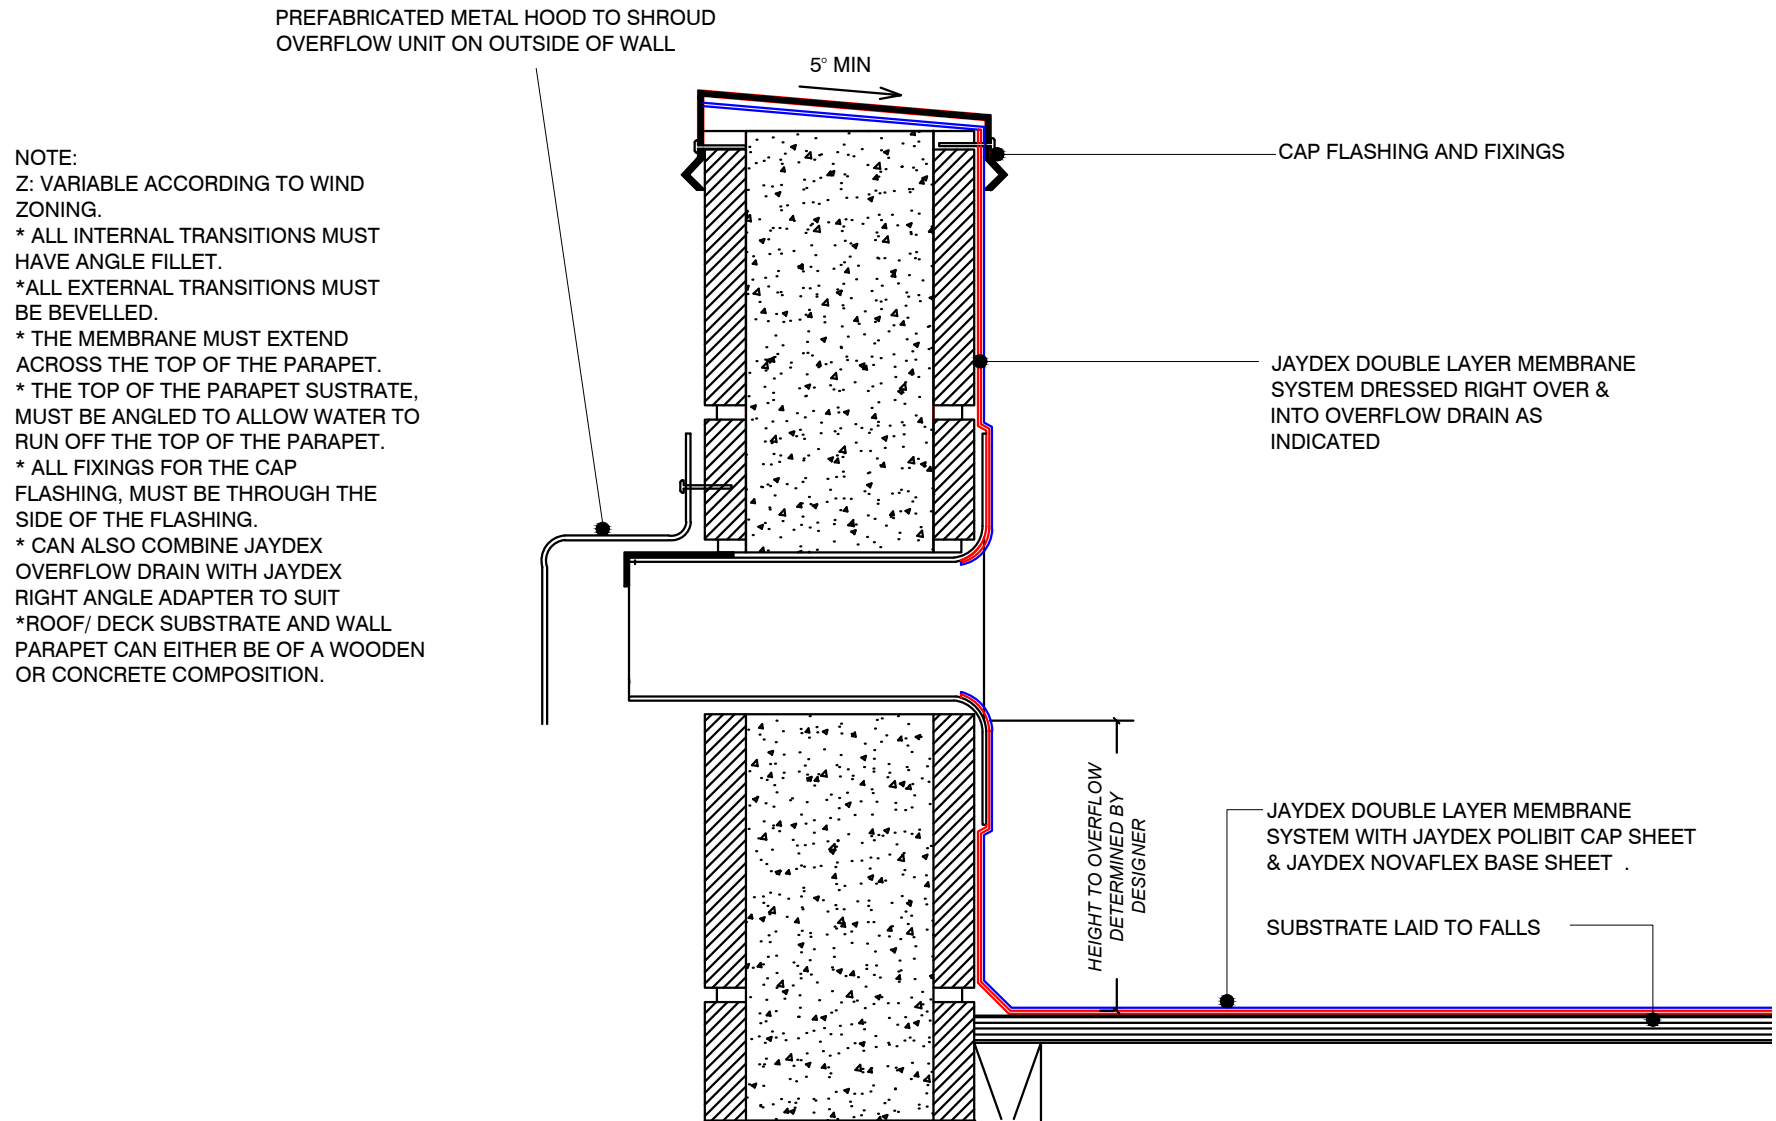 PREFABRICATED METAL HOOD TO SHROUD
OVERFLOW UNIT ON OUTSIDE OF WALL
5° MIN
NOTE:
Z: VARIABLE ACCORDING TO WIND
ZONING.
* ALL INTERNAL TRANSITIONS MUST
HAVE ANGLE FILLET.
*ALL EXTERNAL TRANSITIONS MUST
BE BEVELLED.
* THE MEMBRANE MUST EXTEND
ACROSS THE TOP OF THE PARAPET.
* THE TOP OF THE PARAPET SUSTRATE,
MUST BE ANGLED TO ALLOW WATER TO
RUN OFF THE TOP OF THE PARAPET.
* ALL FIXINGS FOR THE CAP
FLASHING, MUST BE THROUGH THE
SIDE OF THE FLASHING.
* CAN ALSO COMBINE JAYDEX
OVERFLOW DRAIN WITH JAYDEX
RIGHT ANGLE ADAPTER TO SUIT
*ROOF/ DECK SUBSTRATE AND WALL
PARAPET CAN EITHER BE OF A WOODEN
OR CONCRETE COMPOSITION.
CAP FLASHING AND FIXINGS
JAYDEX DOUBLE LAYER MEMBRANE
SYSTEM DRESSED RIGHT OVER &
INTO OVERFLOW DRAIN AS
INDICATED
HEIGHT TO OVERFLOW
DETERMINED BY
DESIGNER
JAYDEX DOUBLE LAYER MEMBRANE
SYSTEM WITH JAYDEX POLIBIT CAP SHEET
& JAYDEX NOVAFLEX BASE SHEET .
SUBSTRATE LAID TO FALLS